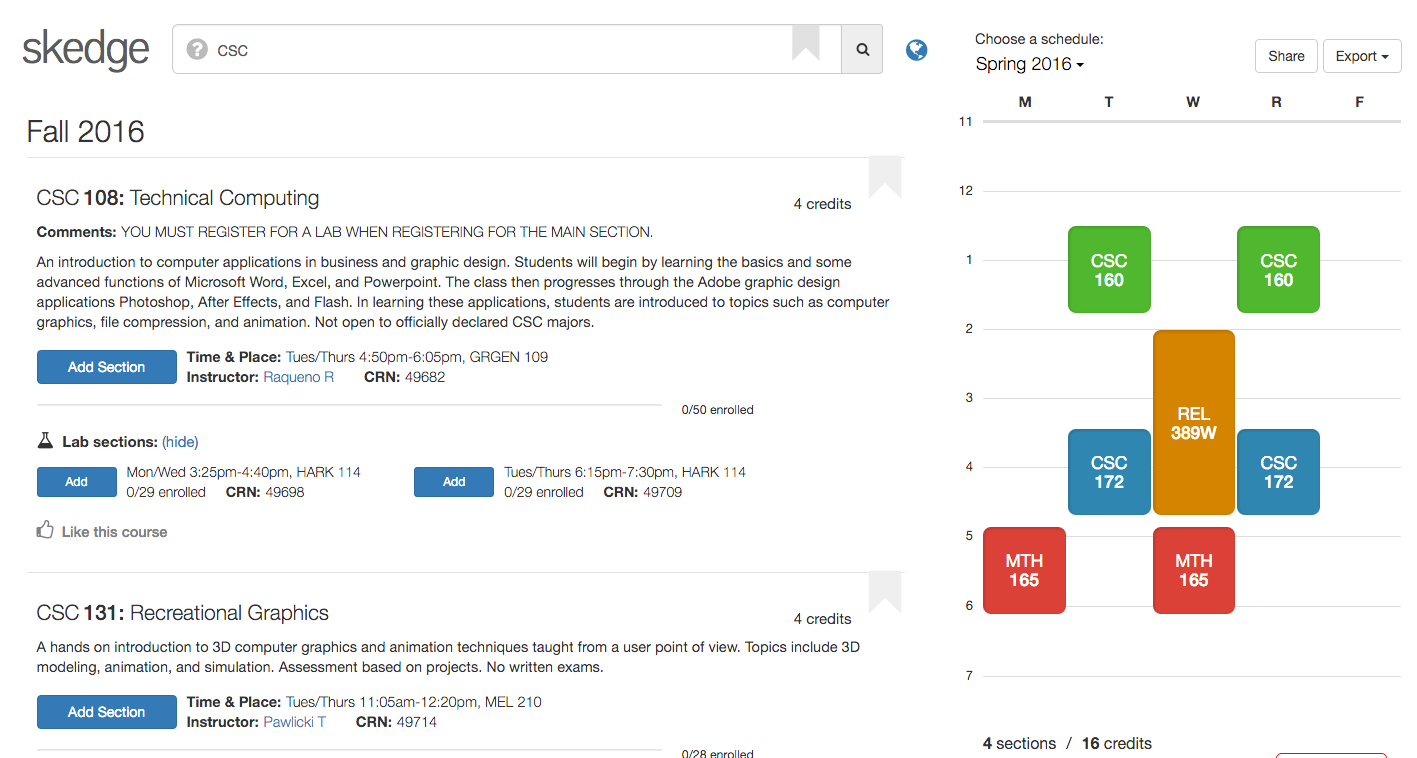 skedge
? CSC
Fall 2016
CSC 108: Technical Computing
4 credits
Comments: YOU MUST REGISTER FOR A LAB WHEN REGISTERING FOR THE MAIN SECTION.
An introduction to computer applications in business and graphic design. Students will begin by learning the basics and some
advanced functions of Microsoft Word, Excel, and Powerpoint. The class then progresses through the Adobe graphic design
applications Photoshop, After Effects, and Flash. In learning these applications, students are introduced to topics such as computer
graphics, file compression, and animation. Not open to officially declared CSC majors.
Add Section
Time & Place: Tues/Thurs 4:50pm-6:05pm, GRGEN 109
Instructor: Raqueno R CRN: 49682
0/50 enrolled
Lab sections: (hide)
Add
Mon/Wed 3:25pm-4:40pm, HARK 114
0/29 enrolled CRN: 49698
Add
Tues/Thurs 6:15pm-7:30pm, HARK 114
0/29 enrolled CRN: 49709
Like this course
CSC 131: Recreational Graphics
4 credits
A hands on introduction to 3D computer graphics and animation techniques taught from a user point of view. Topics include 3D
modeling, animation, and simulation. Assessment based on projects. No written exams.
Add Section
Time & Place: Tues/Thurs 11:05am-12:20pm, MEL 210
Instructor: Pawlicki T CRN: 49714
0/28 enrolled
Choose a schedule:
Spring 2016
Share
Export
M T W R F
11
12
CSC
160
CSC
160
1
2
REL
389W
3
CSC
172
CSC
172
4
5
MTH
165
MTH
165
6
7
4 sections / 16 credits